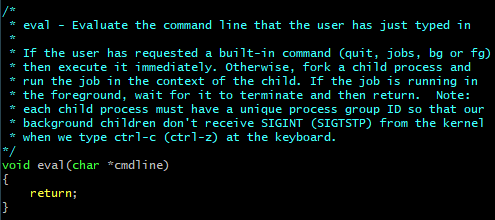 /*
 * eval - Evaluate the command line that the user has just typed in
 *
 * If the user has requested a built-in command (quit, jobs, bg or fg)
 * then execute it immediately. Otherwise, fork a child process and
 * run the job in the context of the child. If the job is running in
 * the foreground, wait for it to terminate and then return.  Note:
 * each child process must have a unique process group ID so that our
 * background children don't receive SIGINT (SIGTSTP) from the kernel
 * when we type ctrl-c (ctrl-z) at the keyboard.
*/
void eval(char *cmdline)
{
    return;
}